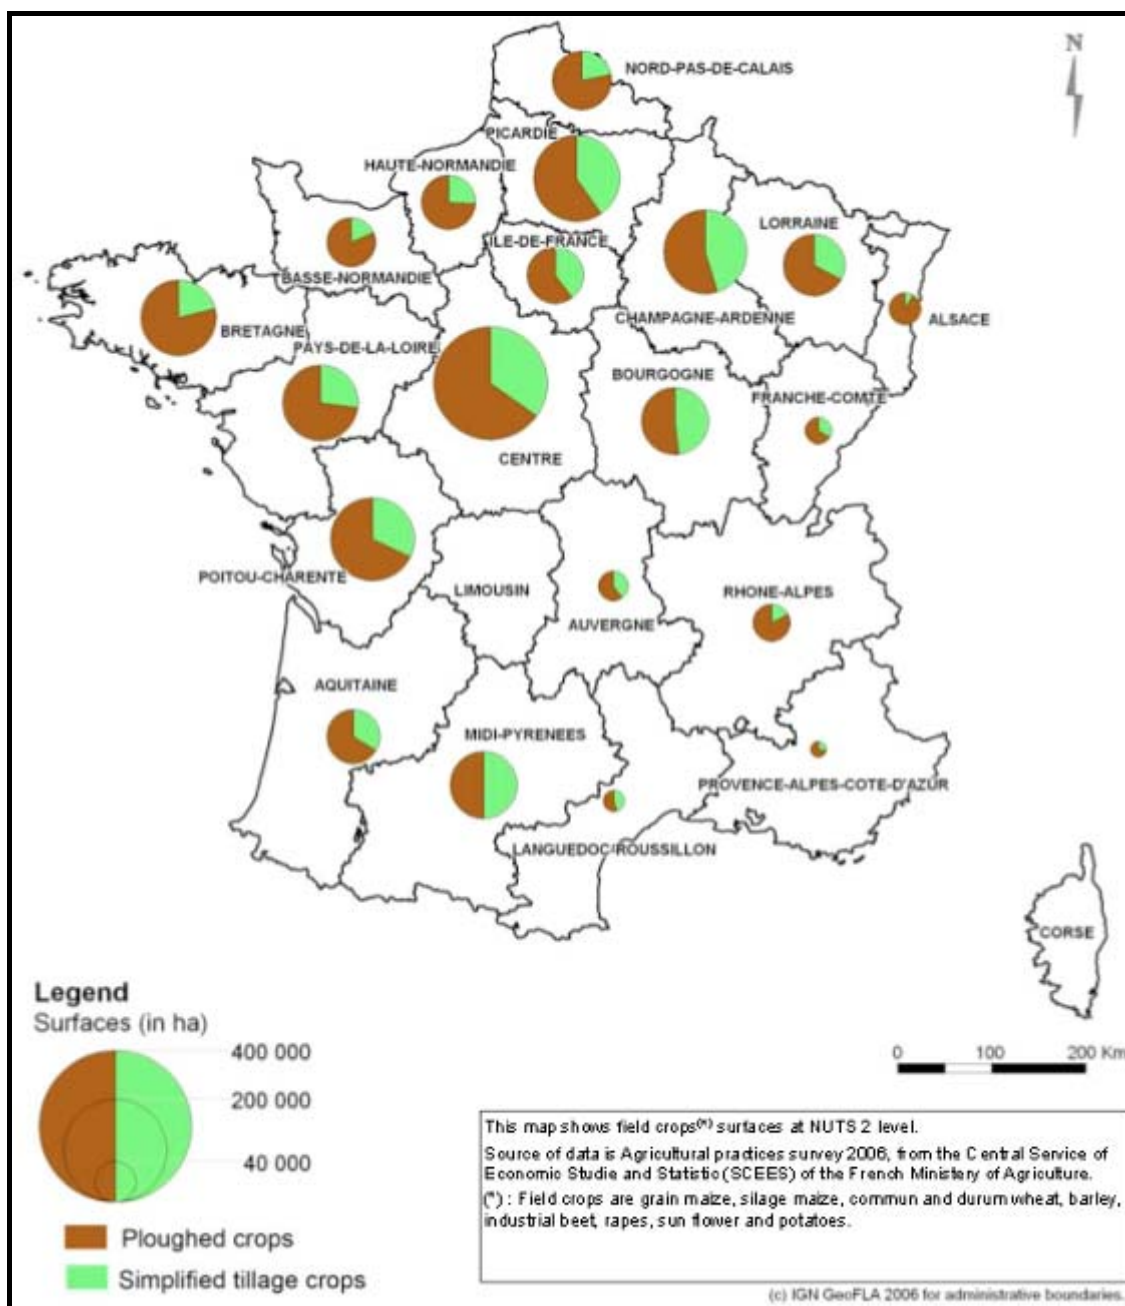 N
NORD-PAS-DE-CALAIS
PICARDIE
HAUTE-NORMANDIE
LORRAINE
ILE-DE-FRANCE
BASSE-NORMANDIE
CHAMPAGNE-ARDENNE
ALSACE
BRETAGNE
PAYS-DE-LA-LOIRE
BOURGOGNE
FRANCHE-COMTE
CENTRE
POITOU-CHARENTE
LIMOUSIN
RHONE-ALPES
AUVERGNE
AQUITAINE
MIDI-PYRENEES
PROVENCE-ALPES-COTE-D'AZUR
LANGUEDOC-ROUSSILLON
CORSE
Legend
Surfaces (in ha)
400 000
200 000
40 000
Ploughed crops
Simplified tillage crops
0 100 200 Km
This map shows field crops(*) surfaces at NUTS 2 level.
Source of data is Agricultural practices survey 2006, from the Central Service of
Economic Studie and Statistic (SCEES) of the French Ministery of Agriculture.
(*) : Field crops are grain maize, silage maize, commun and durum wheat, barley,
industrial beet, rapes, sun flower and potatoes.
(c) IGN GeoFLA 2006 for administrative boundaries.